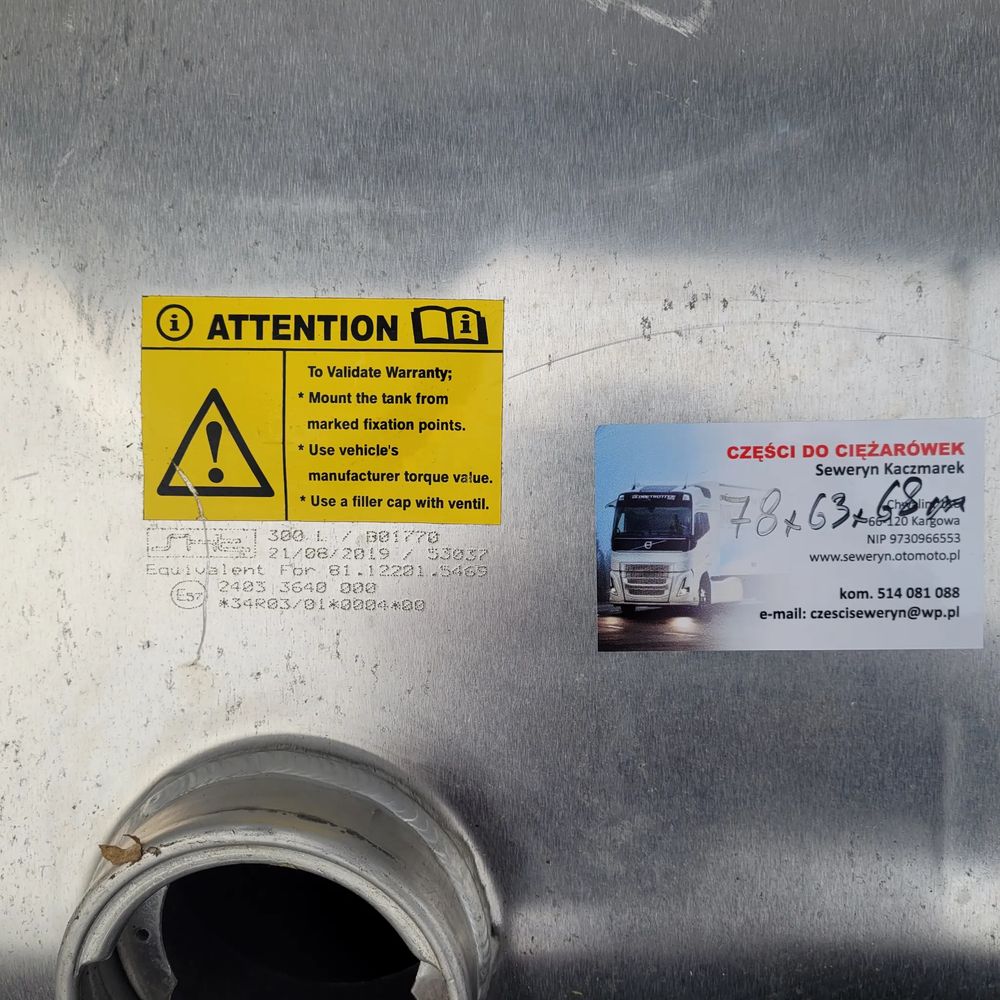 ATTENTION
To Validate Warranty;
* Mount the tank from
marked fixation points.
* Use vehicle's
manufacturer torque value.
* Use a filler cap with ventil.
300 L / B01770
21/08/2019 / 53037
Equivalent For 81.12201.5469
E57
2403 3640 000
*34R03/01*0004*00
CZĘŚCI DO CIĘŻARÓWEK
Seweryn Kaczmarek
78x63x68
66-120 Kargowa
NIP 9730966553
www.seweryn.otomoto.pl
kom. 514 081 088
e-mail: czesciseweryn@wp.pl